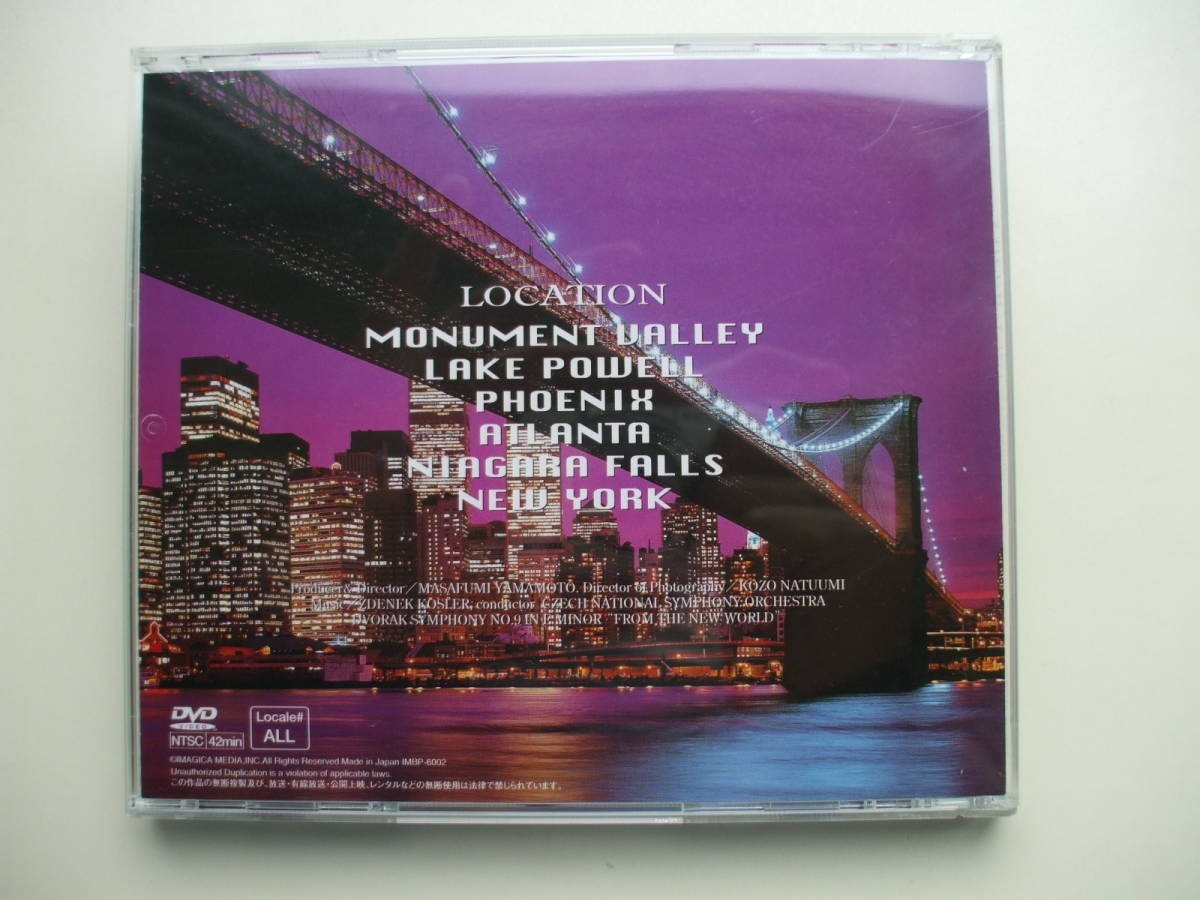 LOCATION
MONUMENT VALLEY
LAKE POWELL
PHOENIX
ATLANTA
NIAGARA FALLS
NEW YORK
Producer & Director／MASAFUMI YAMAMOTO. Director of Photography／KOZO NATUUMI
Music／ZDENEK KOSLER, conductor. CZECH NATIONAL SYMPHONY ORCHESTRA
DVORAK SYMPHONY NO.9 IN E MINOR "FROM THE NEW WORLD"
DVD
VIDEO
NTSC 42min
Locale#
ALL
©IMAGICA MEDIA,INC.All Rights Reserved Made in Japan IMBP-6002
Unauthorized Duplication is a violation of applicable laws.
この作品の無断複製及び、放送・有線放送・公開上映、レンタルなどの無断使用は法律で禁じられています。